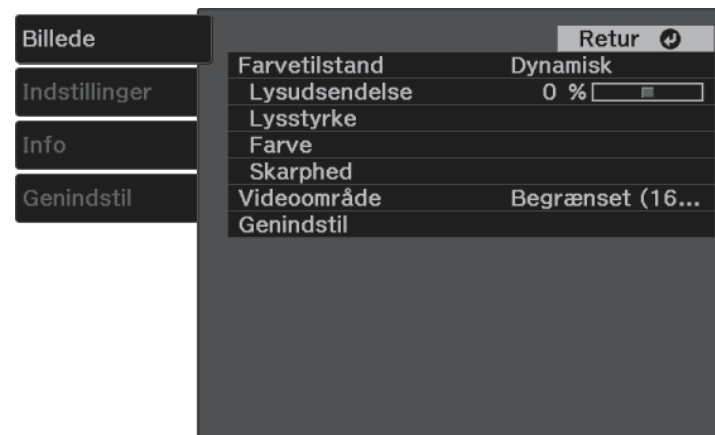 Billede
Indstillinger
Info
Genindstil
Retur
Farvetilstand Dynamisk
Lysudsendelse 0 %
Lysstyrke
Farve
Skarphed
Videoområde Begrænset (16...
Genindstil